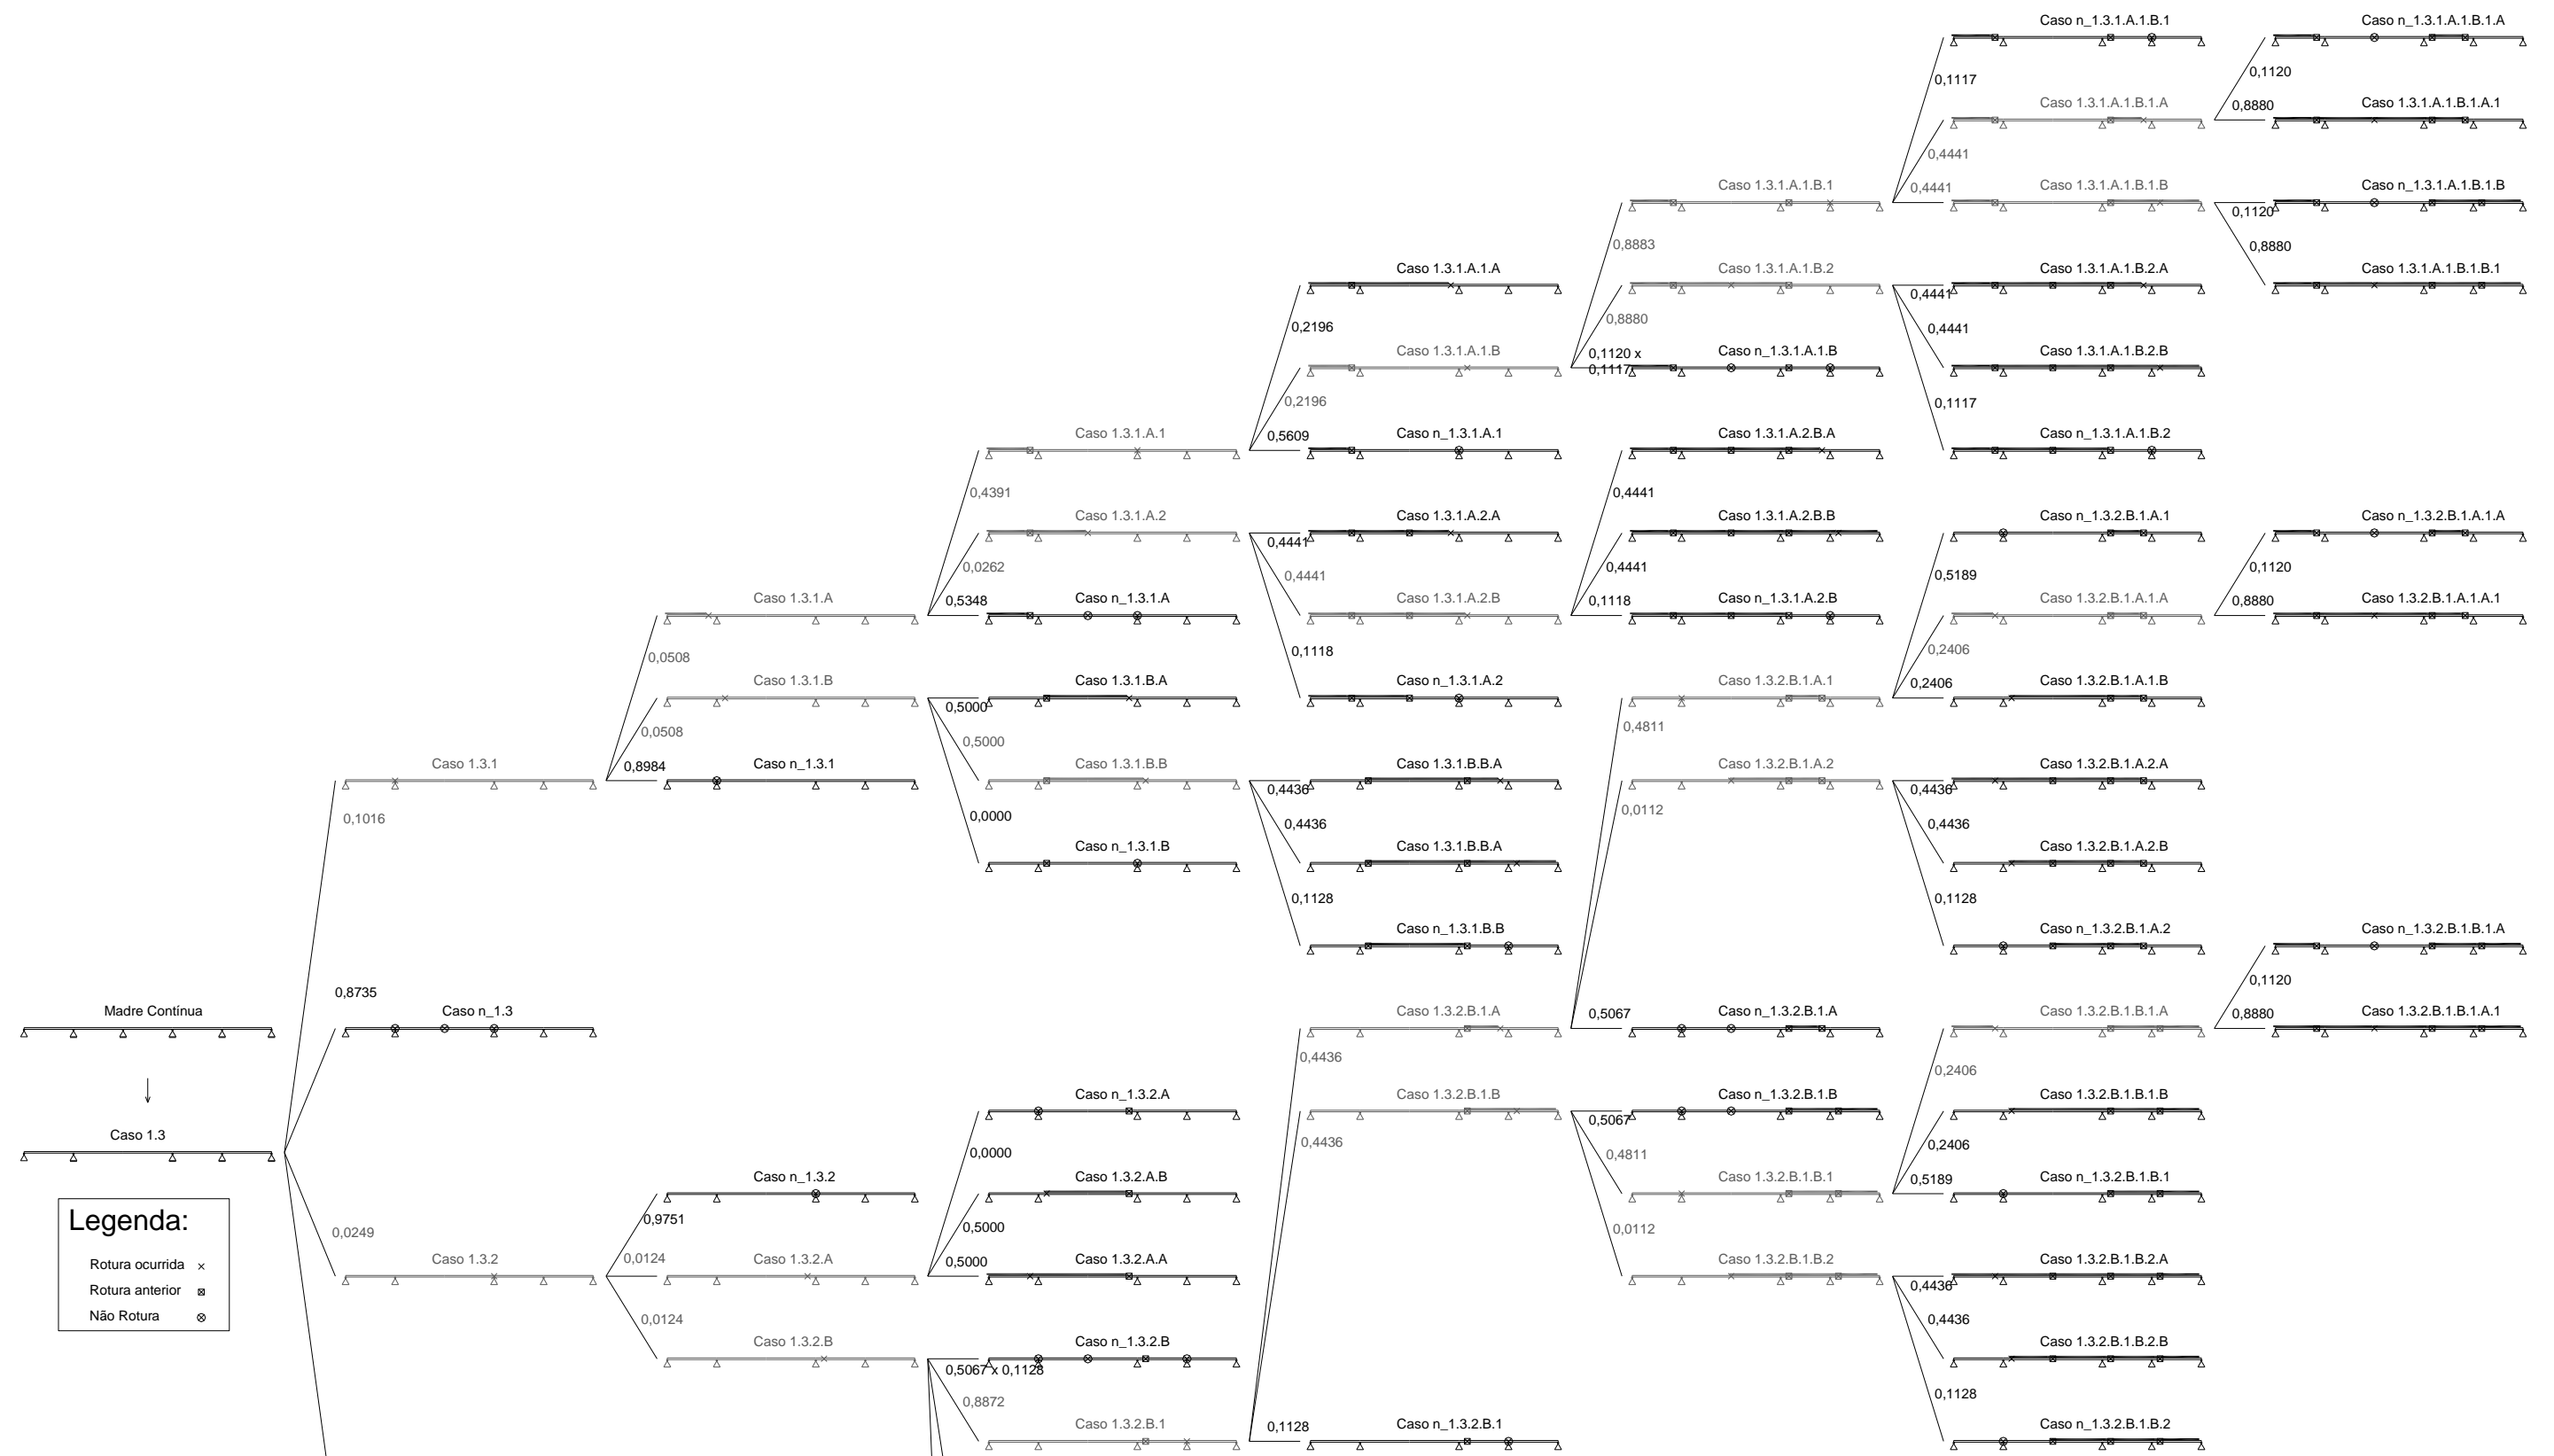 Caso n_1.3.1.A.1.B.1
Caso n_1.3.1.A.1.B.1.A
0,1117
0,1120
Caso 1.3.1.A.1.B.1.A
0,8880
Caso 1.3.1.A.1.B.1.A.1
0,4441
Caso 1.3.1.A.1.B.1
0,4441
Caso 1.3.1.A.1.B.1.B
0,1120
Caso n_1.3.1.A.1.B.1.B
0,8883
0,8880
Caso 1.3.1.A.1.A
Caso 1.3.1.A.1.B.2
0,4441
Caso 1.3.1.A.1.B.2.A
Caso 1.3.1.A.1.B.1.B.1
0,2196
0,8880
0,4441
Caso 1.3.1.A.1.B
0,1120 x
0,1117
Caso n_1.3.1.A.1.B
Caso 1.3.1.A.1.B.2.B
0,2196
0,1117
Caso 1.3.1.A.1
0,5609
Caso n_1.3.1.A.1
Caso 1.3.1.A.2.B.A
Caso n_1.3.1.A.1.B.2
0,4391
0,4441
Caso 1.3.1.A.2
0,4441
Caso 1.3.1.A.2.A
Caso 1.3.1.A.2.B.B
Caso n_1.3.2.B.1.A.1
Caso n_1.3.2.B.1.A.1.A
0,0262
0,4441
0,4441
0,5189
0,1120
Caso 1.3.1.A
0,5348
Caso n_1.3.1.A
Caso 1.3.1.A.2.B
0,1118
Caso n_1.3.1.A.2.B
Caso 1.3.2.B.1.A.1.A
0,8880
Caso 1.3.2.B.1.A.1.A.1
0,0508
0,1118
0,2406
Caso 1.3.1.B
0,5000
Caso 1.3.1.B.A
Caso n_1.3.1.A.2
Caso 1.3.2.B.1.A.1
0,2406
Caso 1.3.2.B.1.A.1.B
0,0508
0,5000
0,4811
Caso 1.3.1
0,8984
Caso n_1.3.1
Caso 1.3.1.B.B
0,4436
Caso 1.3.1.B.B.A
Caso 1.3.2.B.1.A.2
0,4436
Caso 1.3.2.B.1.A.2.A
0,1016
0,0000
0,4436
0,0112
0,4436
Caso n_1.3.1.B
Caso 1.3.1.B.B.A
Caso 1.3.2.B.1.A.2.B
0,1128
0,1128
Caso n_1.3.1.B.B
Caso n_1.3.2.B.1.A.2
Caso n_1.3.2.B.1.B.1.A
0,8735
0,1120
Madre Contínua
Caso n_1.3
Caso 1.3.2.B.1.A
0,5067
Caso n_1.3.2.B.1.A
Caso 1.3.2.B.1.B.1.A
0,8880
Caso 1.3.2.B.1.B.1.A.1
0,4436
0,2406
Caso n_1.3.2.A
Caso 1.3.2.B.1.B
0,5067
Caso n_1.3.2.B.1.B
Caso 1.3.2.B.1.B.1.B
Caso 1.3
0,0000
0,4436
0,4811
0,2406
Caso n_1.3.2
Caso 1.3.2.A.B
Caso 1.3.2.B.1.B.1
0,5189
Caso n_1.3.2.B.1.B.1
Legenda:
0,0249
0,9751
0,5000
0,0112
Rotura ocurrida
Caso 1.3.2
0,0124
Caso 1.3.2.A
0,5000
Caso 1.3.2.A.A
Caso 1.3.2.B.1.B.2
0,4436
Caso 1.3.2.B.1.B.2.A
Rotura anterior
Não Rotura
0,0124
0,4436
Caso 1.3.2.B
Caso n_1.3.2.B
Caso 1.3.2.B.1.B.2.B
0,5067 x 0,1128
0,8872
0,1128
Caso 1.3.2.B.1
0,1128
Caso n_1.3.2.B.1
Caso n_1.3.2.B.1.B.2